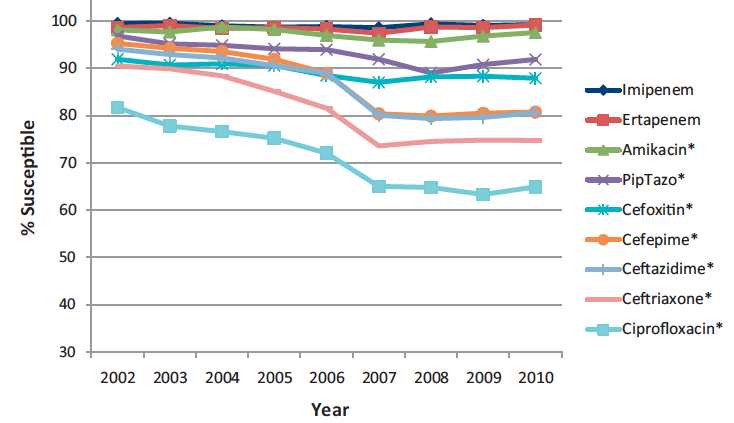 100
90
80
70
60
50
40
30
% Susceptible
2002 2003 2004 2005 2006 2007 2008 2009 2010
Year
Imipenem
Ertapenem
Amikacin*
PipTazo*
Cefoxitin*
Cefepime*
Ceftazidime*
Ceftriaxone*
Ciprofloxacin*